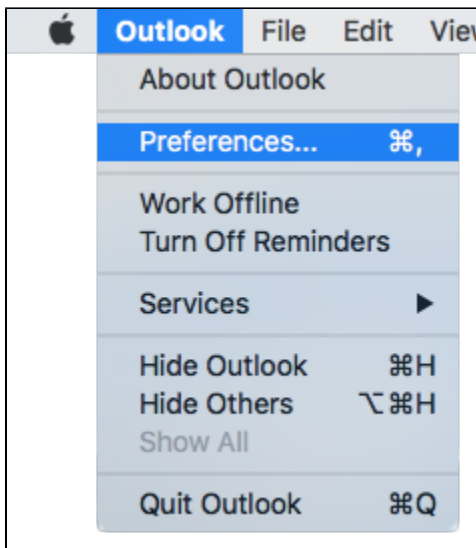 Outlook File Edit View
About Outlook
Preferences... ⌘,
Work Offline
Turn Off Reminders
Services ▶
Hide Outlook ⌘H
Hide Others ⌥⌘H
Show All
Quit Outlook ⌘Q